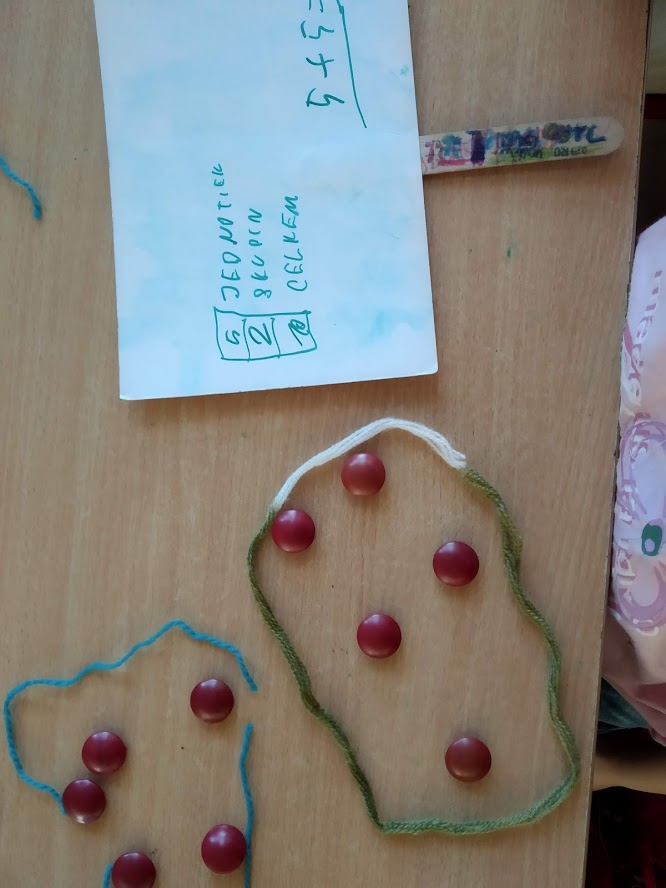 5 + 5 =
5 JEDNOTIEK
2 SKUPIN
10 CELKEM